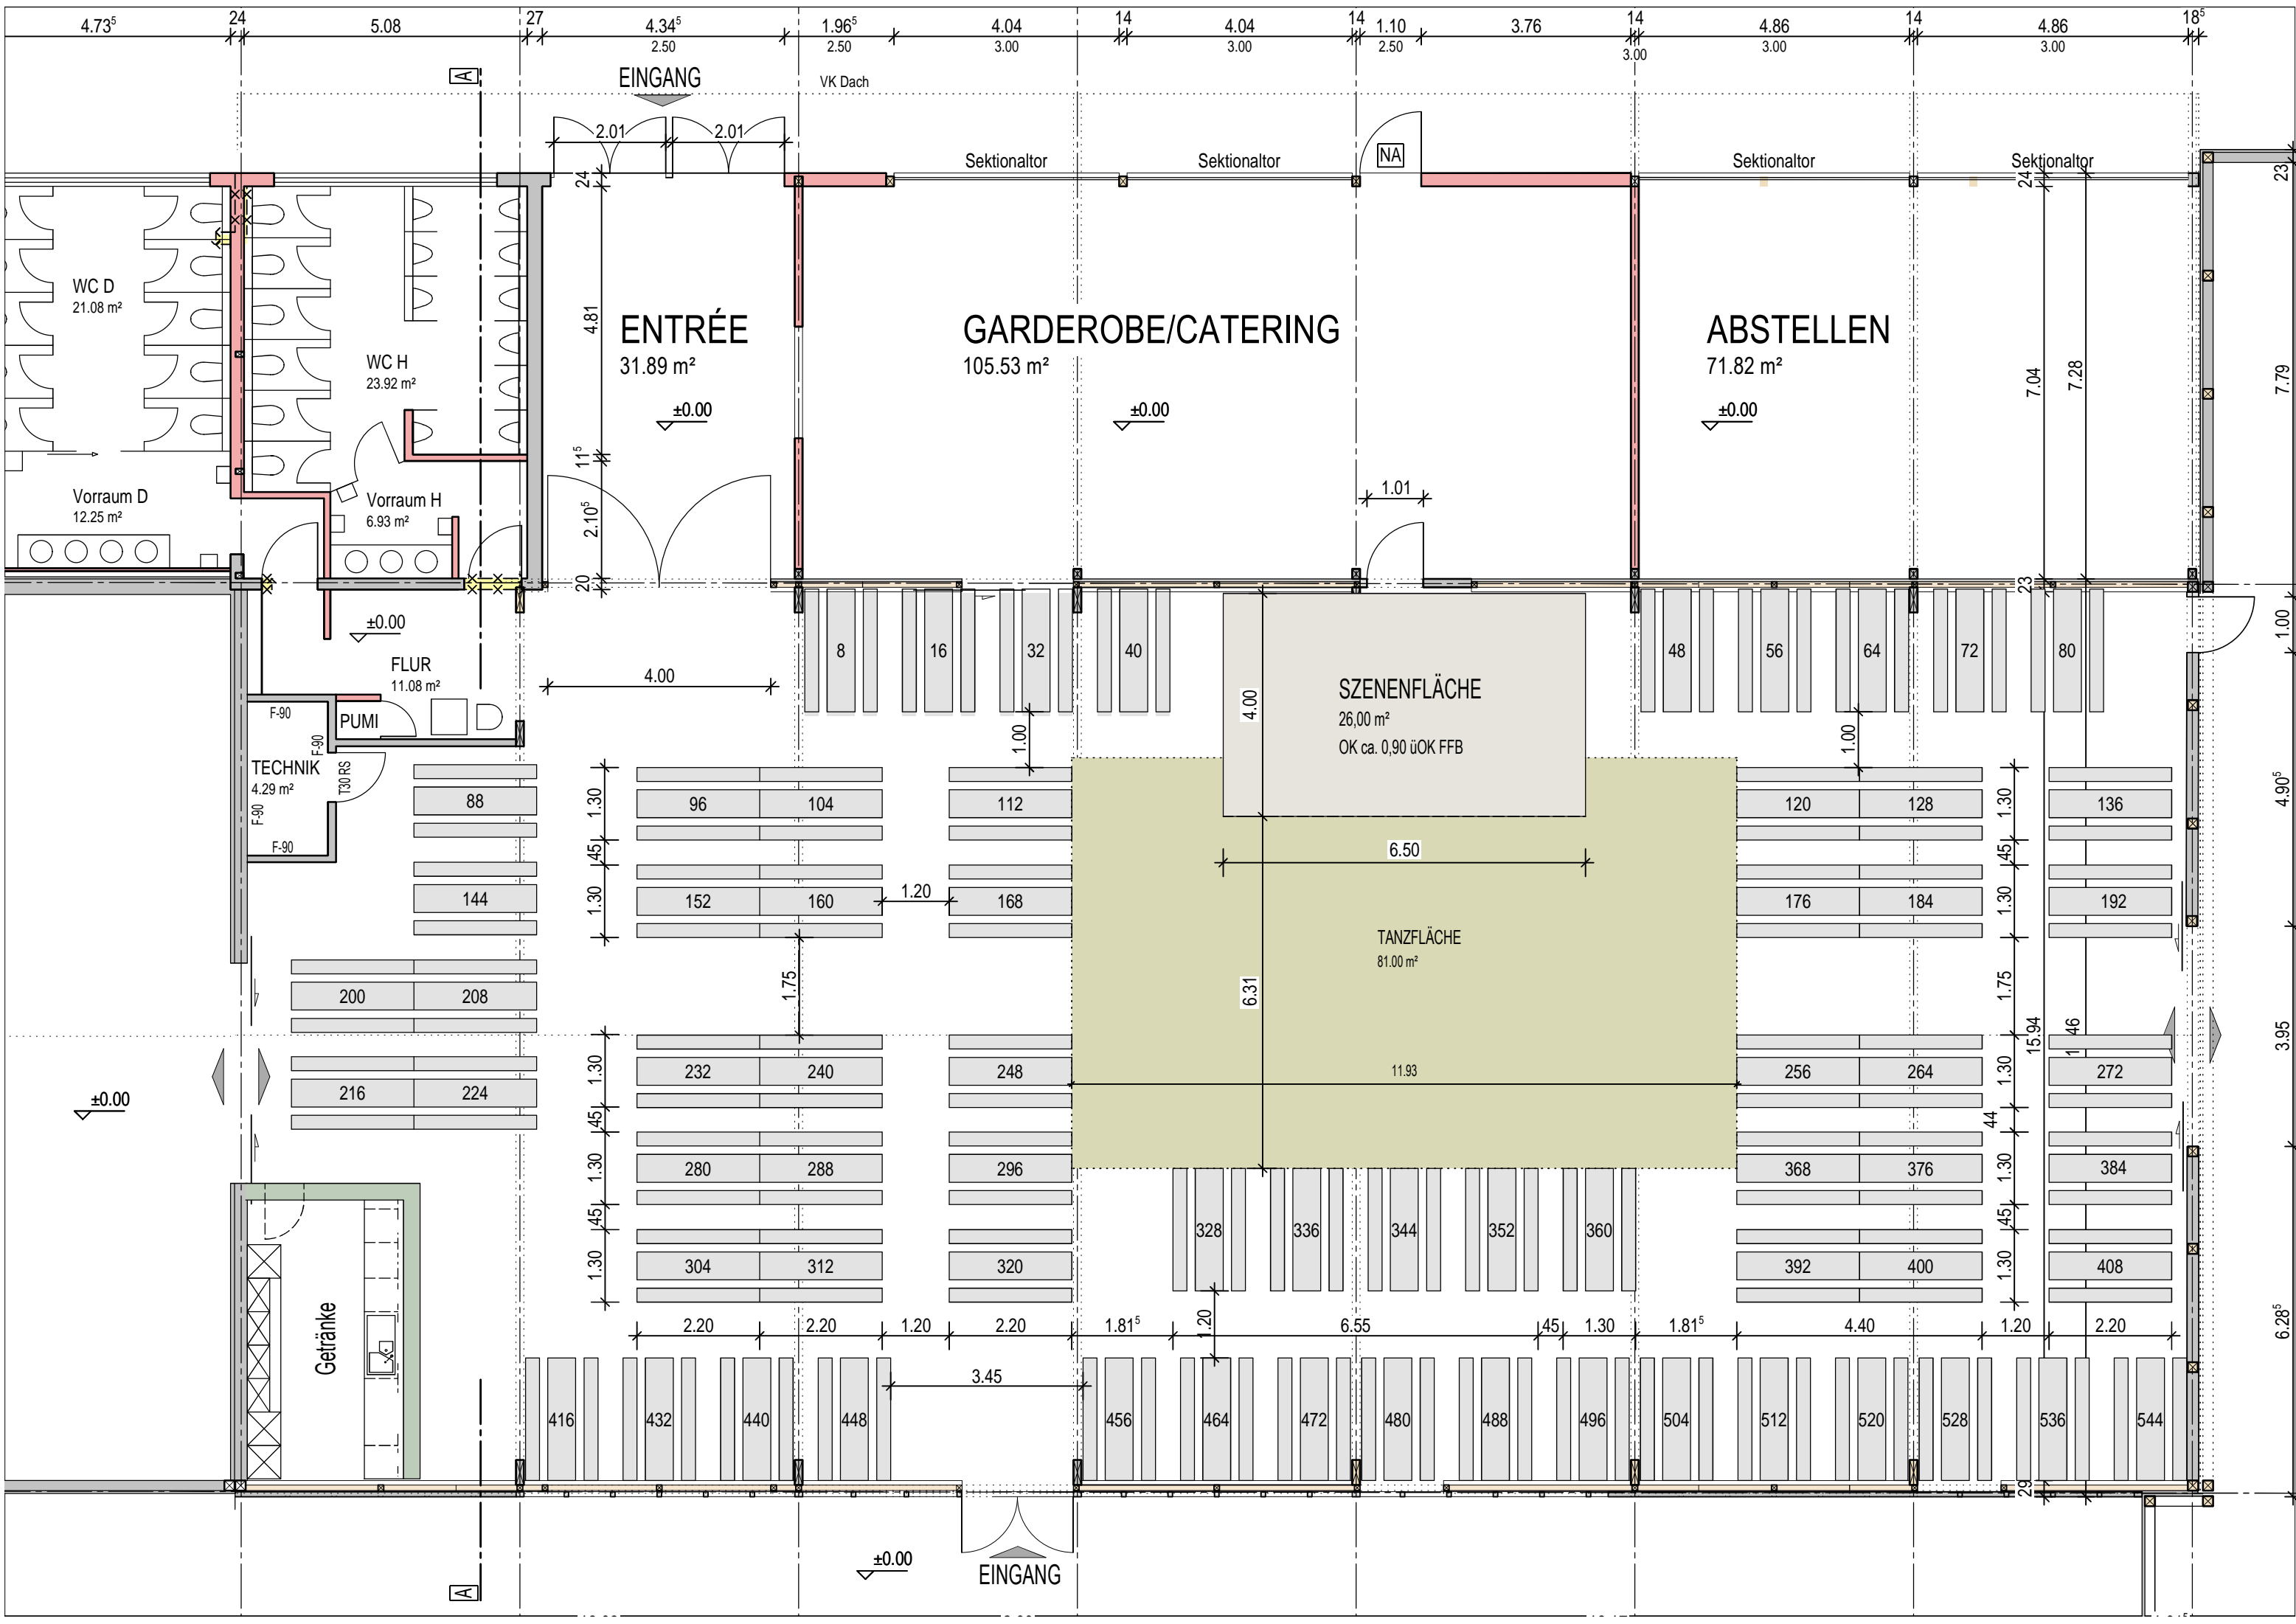 4.73⁵ 24 5.08 27 4.34⁵ 1.96⁵ 4.04 14 4.04 14 1.10 3.76 14 4.86 14 4.86 18⁵
2.50 2.50 3.00 3.00 2.50 3.00 3.00 3.00
A
EINGANG
VK Dach
2.01 2.01
Sektionaltor Sektionaltor NA Sektionaltor Sektionaltor
24 24 23
WC D
21.08 m²
WC H
23.92 m²
4.81
ENTRÉE
31.89 m²
±0.00
GARDEROBE/CATERING
105.53 m²
±0.00
ABSTELLEN
71.82 m²
±0.00
7.04 7.28 7.79
11⁵
Vorraum D
12.25 m²
Vorraum H
6.93 m²
2.10⁵
1.01
20 23
±0.00
FLUR
11.08 m²
4.00
8 16 32 40
48 56 64 72 80
1.00
SZENENFLÄCHE
26,00 m²
OK ca. 0,90 üOK FFB
4.00
1.00 1.00
F-90
PUMI
F-90
TECHNIK
4.29 m²
T30 RS
F-90
F-90
88 1.30 96 104 112 120 128 1.30 136
4.90⁵
45 6.50 45
144 1.30 152 160 1.20 168 176 184 1.30 192
TANZFLÄCHE
81.00 m²
200 208 1.75 6.31 1.75
15.94 46 3.95
216 224 1.30 232 240 248 11.93 256 264 1.30 272
±0.00
45 44
1.30 280 288 296 368 376 1.30 384
45 45
328 336 344 352 360
1.30 304 312 320 392 400 1.30 408
Getränke
2.20 2.20 1.20 2.20 1.81⁵ 1.20 6.55 45 1.30 1.81⁵ 4.40 1.20 2.20
6.28⁵
3.45
416 432 440 448 456 464 472 480 488 496 504 512 520 528 536 544
29
±0.00
EINGANG
A